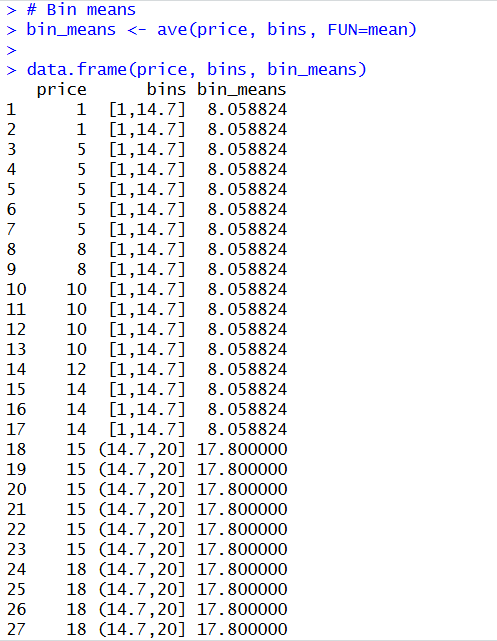 > # Bin means
> bin_means <- ave(price, bins, FUN=mean)
>
> data.frame(price, bins, bin_means)
   price      bins bin_means
1      1  [1,14.7]  8.058824
2      1  [1,14.7]  8.058824
3      5  [1,14.7]  8.058824
4      5  [1,14.7]  8.058824
5      5  [1,14.7]  8.058824
6      5  [1,14.7]  8.058824
7      5  [1,14.7]  8.058824
8      8  [1,14.7]  8.058824
9      8  [1,14.7]  8.058824
10    10  [1,14.7]  8.058824
11    10  [1,14.7]  8.058824
12    10  [1,14.7]  8.058824
13    10  [1,14.7]  8.058824
14    12  [1,14.7]  8.058824
15    14  [1,14.7]  8.058824
16    14  [1,14.7]  8.058824
17    14  [1,14.7]  8.058824
18    15 (14.7,20] 17.800000
19    15 (14.7,20] 17.800000
20    15 (14.7,20] 17.800000
21    15 (14.7,20] 17.800000
22    15 (14.7,20] 17.800000
23    15 (14.7,20] 17.800000
24    18 (14.7,20] 17.800000
25    18 (14.7,20] 17.800000
26    18 (14.7,20] 17.800000
27    18 (14.7,20] 17.800000